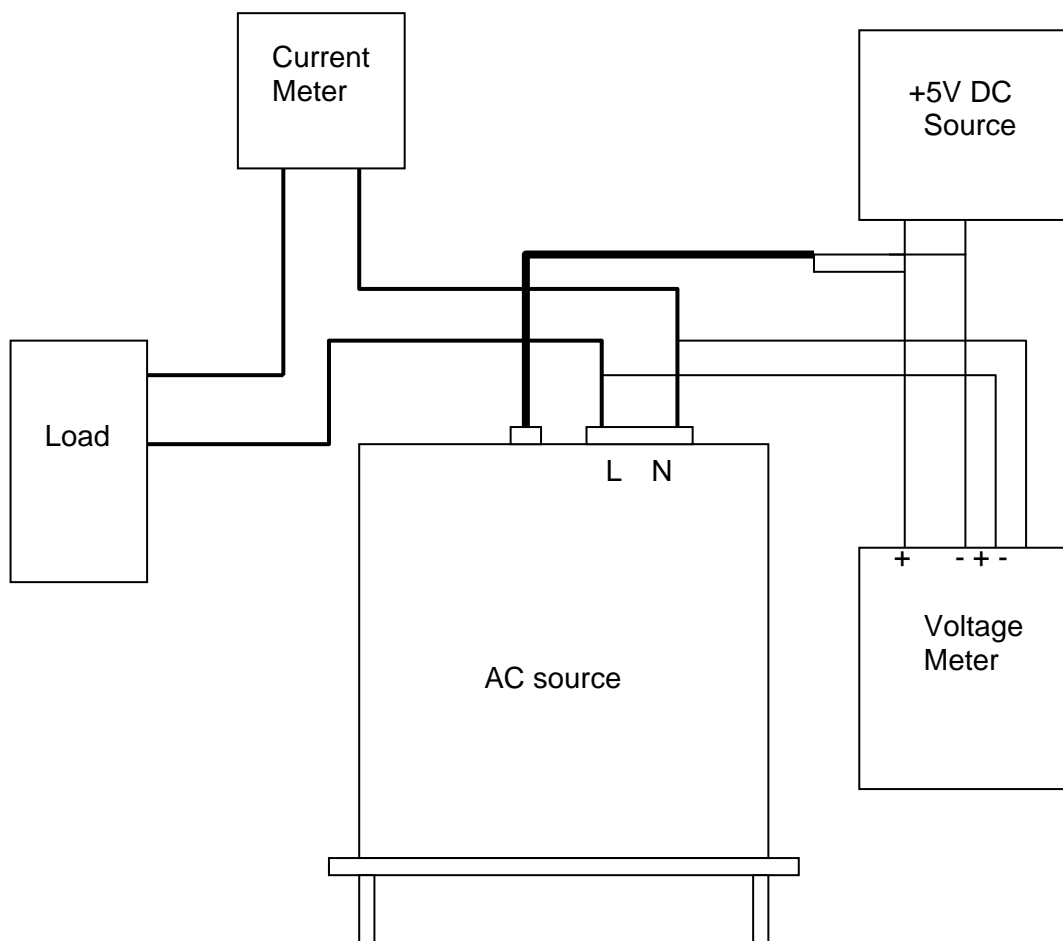 Current
Meter
+5V DC
Source
Load
L N
+ - + -
Voltage
Meter
AC source